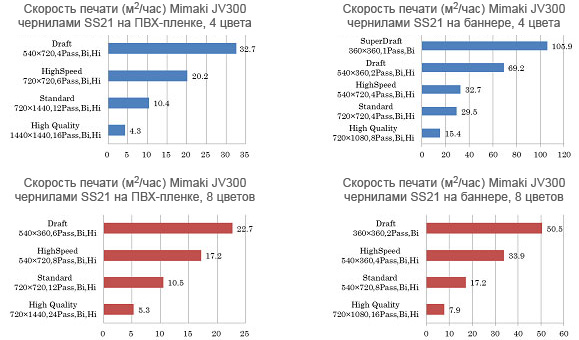 Скорость печати (м²/час) Mimaki JV300
чернилами SS21 на ПВХ-пленке, 4 цвета
Draft
540×720,4Pass,Bi,Hi
32.7
HighSpeed
720×720,6Pass,Bi,Hi
20.2
Standard
720×1440,12Pass,Bi,Hi
10.4
High Quality
1440×1440,16Pass,Bi,Hi
4.3
0 5 10 15 20 25 30 35
Скорость печати (м²/час) Mimaki JV300
чернилами SS21 на баннере, 4 цвета
SuperDraft
360×360,1Pass,Bi
105.9
Draft
540×360,2Pass,Bi,Hi
69.2
HighSpeed
540×720,4Pass,Bi,Hi
32.7
Standard
720×720,4Pass,Bi,Hi
29.5
High Quality
720×1080,8Pass,Bi,Hi
15.4
0 20 40 60 80 100 120
Скорость печати (м²/час) Mimaki JV300
чернилами SS21 на ПВХ-пленке, 8 цветов
Draft
540×360,6Pass,Bi,Hi
22.7
HighSpeed
540×720,8Pass,Bi,Hi
17.2
Standard
720×720,12Pass,Bi,Hi
10.5
High Quality
720×1440,24Pass,Bi,Hi
5.3
0 5 10 15 20 25
Скорость печати (м²/час) Mimaki JV300
чернилами SS21 на баннере, 8 цветов
Draft
360×360,2Pass,Bi
50.5
HighSpeed
540×360,4Pass,Bi,Hi
33.9
Standard
540×720,8Pass,Bi,Hi
17.2
High Quality
720×1080,16Pass,Bi,Hi
7.9
0 10 20 30 40 50 60